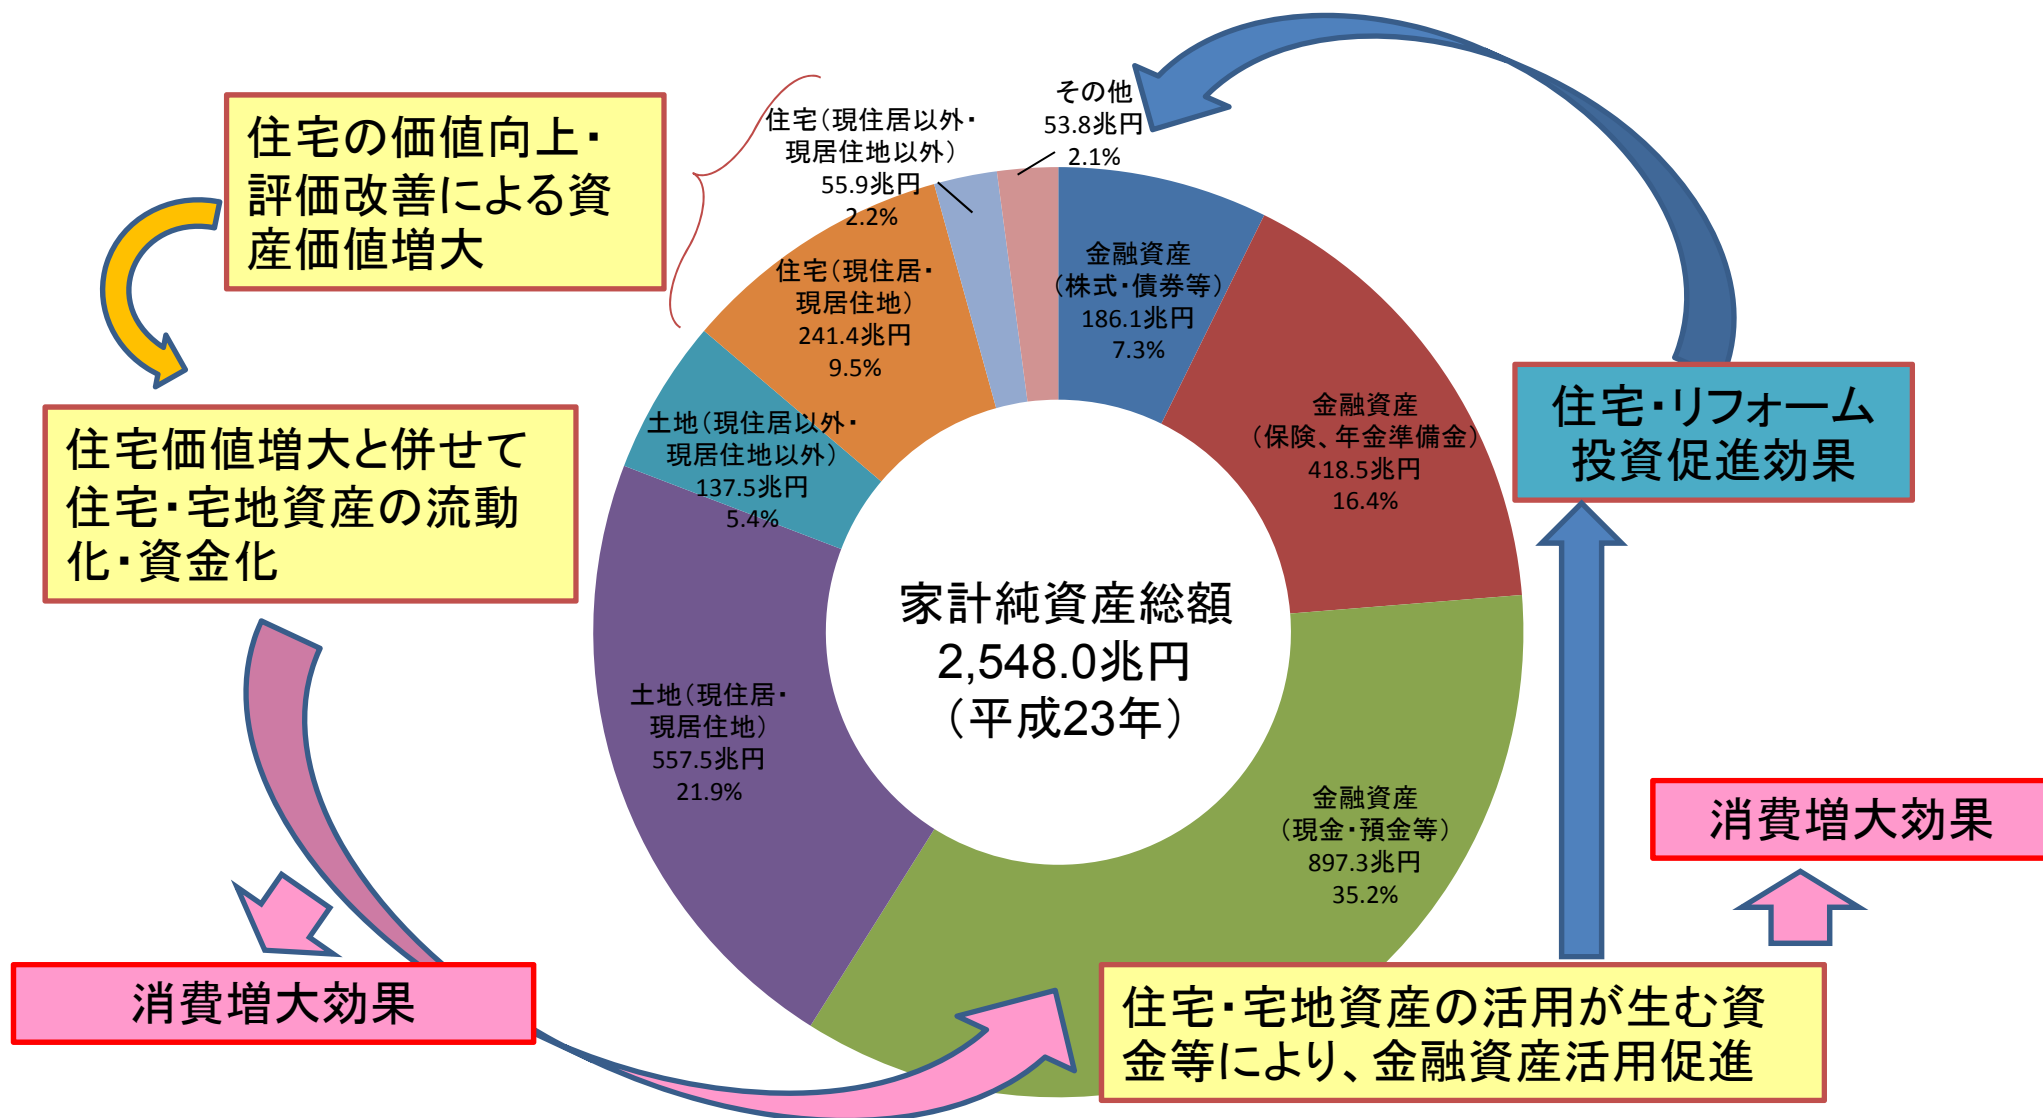 住宅の価値向上・
評価改善による資
産価値増大
住宅価値増大と併せて
住宅・宅地資産の流動
化・資金化
消費増大効果
住宅（現住居以外・
現居住地以外）
55.9兆円
2.2%
その他
53.8兆円
2.1%
住宅（現住居・
現居住地）
241.4兆円
9.5%
金融資産
（株式・債券等）
186.1兆円
7.3%
土地（現住居以外・
現居住地以外）
137.5兆円
5.4%
金融資産
（保険、年金準備金）
418.5兆円
16.4%
家計純資産総額
2,548.0兆円
（平成23年）
土地（現住居・
現居住地）
557.5兆円
21.9%
金融資産
（現金・預金等）
897.3兆円
35.2%
住宅・リフォーム
投資促進効果
消費増大効果
住宅・宅地資産の活用が生む資
金等により、金融資産活用促進